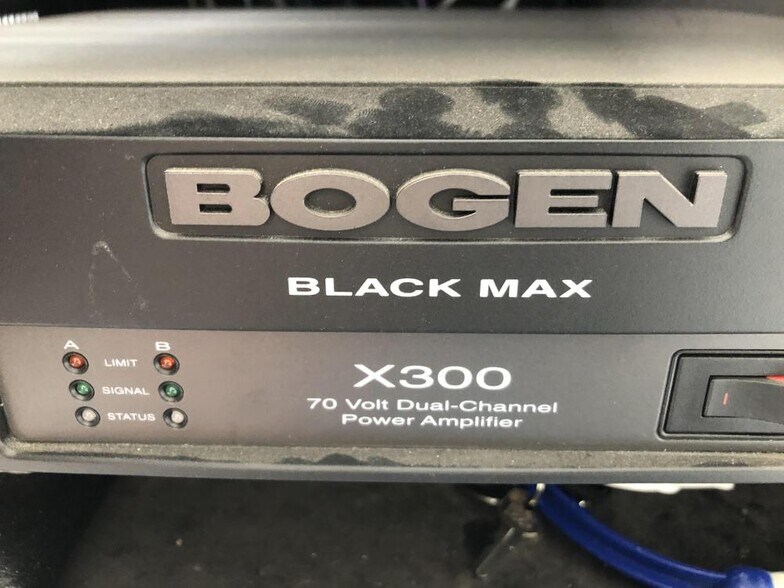 BOGEN
BLACK MAX
A B
LIMIT
SIGNAL
STATUS
X300
70 Volt Dual-Channel
Power Amplifier
I